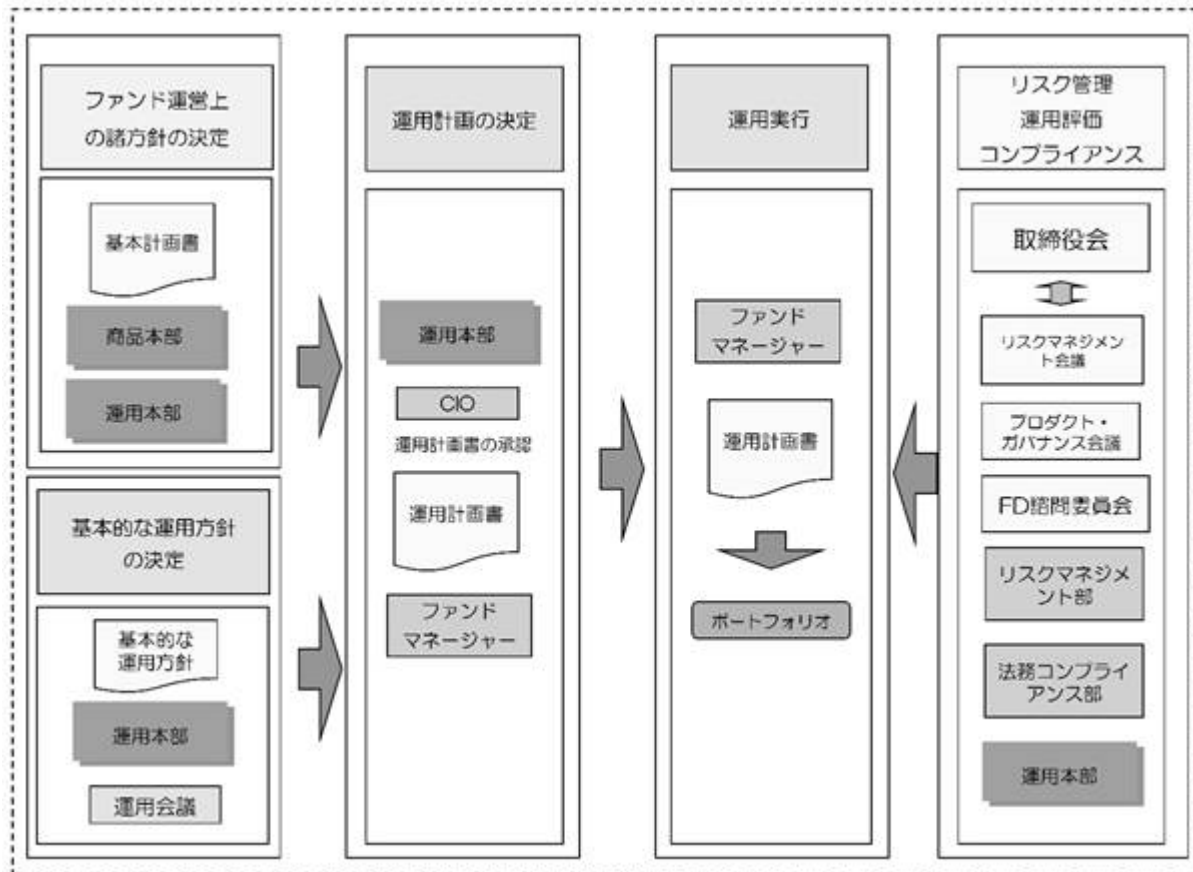 ファンド運営上
の諸方針の決定
基本計画書
商品本部
運用本部
基本的な運用方針
の決定
基本的な
運用方針
運用本部
運用会議
運用計画の決定
運用本部
CIO
運用計画書の承認
運用計画書
ファンド
マネージャー
運用実行
ファンド
マネージャー
運用計画書
ポートフォリオ
リスク管理
運用評価
コンプライアンス
取締役会
リスクマネジメン
ト会議
プロダクト・
ガバナンス会議
FD諮問委員会
リスクマネジメ
ント部
法務コンプライ
アンス部
運用本部